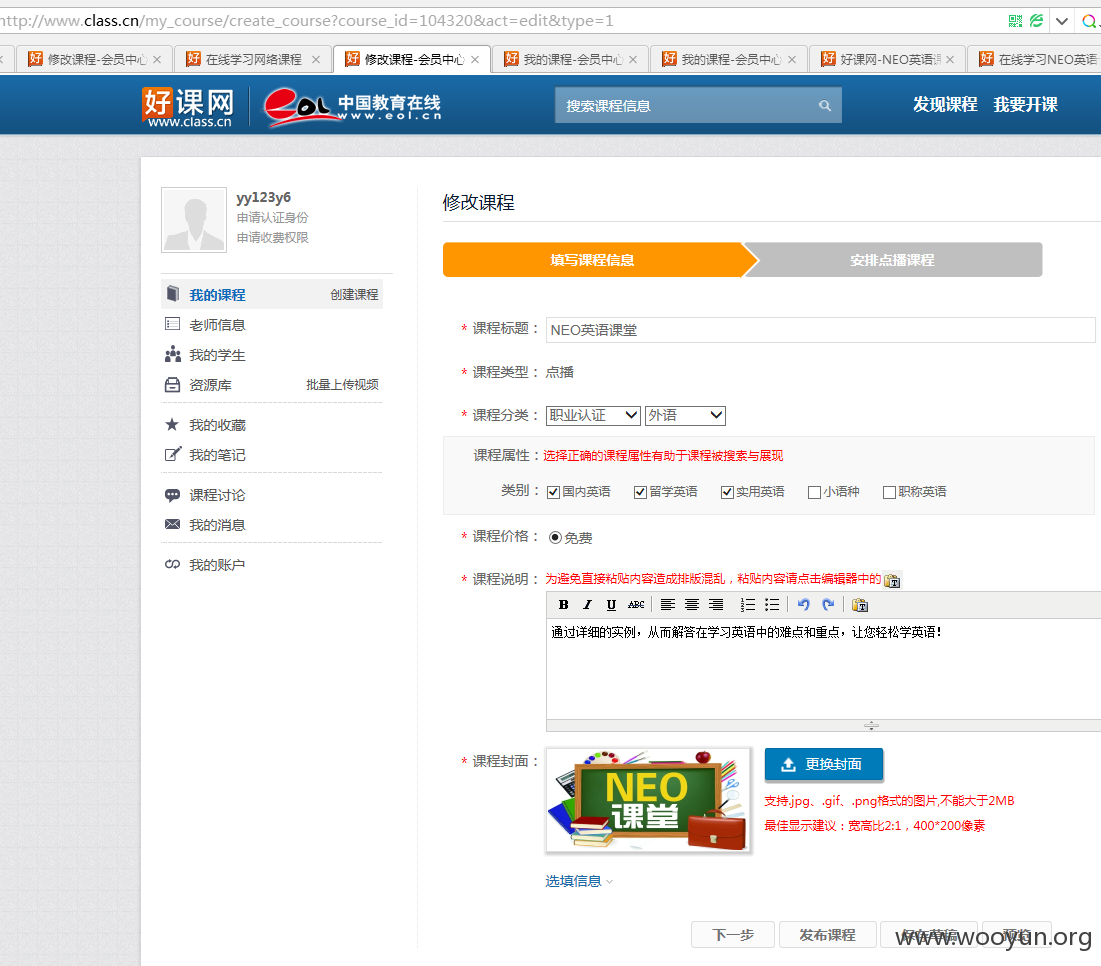 http://www.class.cn/my_course/create_course?course_id=104320&act=edit&type=1
好 修改课程-会员中心
好 在线学习网络课程
好 修改课程-会员中心
好 我的课程-会员中心
好 我的课程-会员中心
好 好课网-NEO英语
好 在线学习NEO英语
好课网
www.class.cn
eol 中国教育在线
www.eol.cn
搜索课程信息
发现课程 我要开课
yy123y6
申请认证身份
申请收费权限
我的课程 创建课程
老师信息
我的学生
资源库 批量上传视频
我的收藏
我的笔记
课程讨论
我的消息
我的账户
修改课程
填写课程信息 安排点播课程
* 课程标题： NEO英语课堂
* 课程类型： 点播
* 课程分类： 职业认证 外语
课程属性： 选择正确的课程属性有助于课程被搜索与展现
类别： 国内英语 留学英语 实用英语 小语种 职称英语
* 课程价格： 免费
* 课程说明： 为避免直接粘贴内容造成排版混乱，粘贴内容请点击编辑器中的
B I U ABC
通过详细的实例，从而解答在学习英语中的难点和重点，让您轻松学英语！
* 课程封面：
NEO
课堂
更换封面
支持.jpg、.gif、.png格式的图片,不能大于2MB
最佳显示建议：宽高比2:1，400*200像素
选填信息
下一步 发布课程 保存草稿 预览
www.wooyun.org